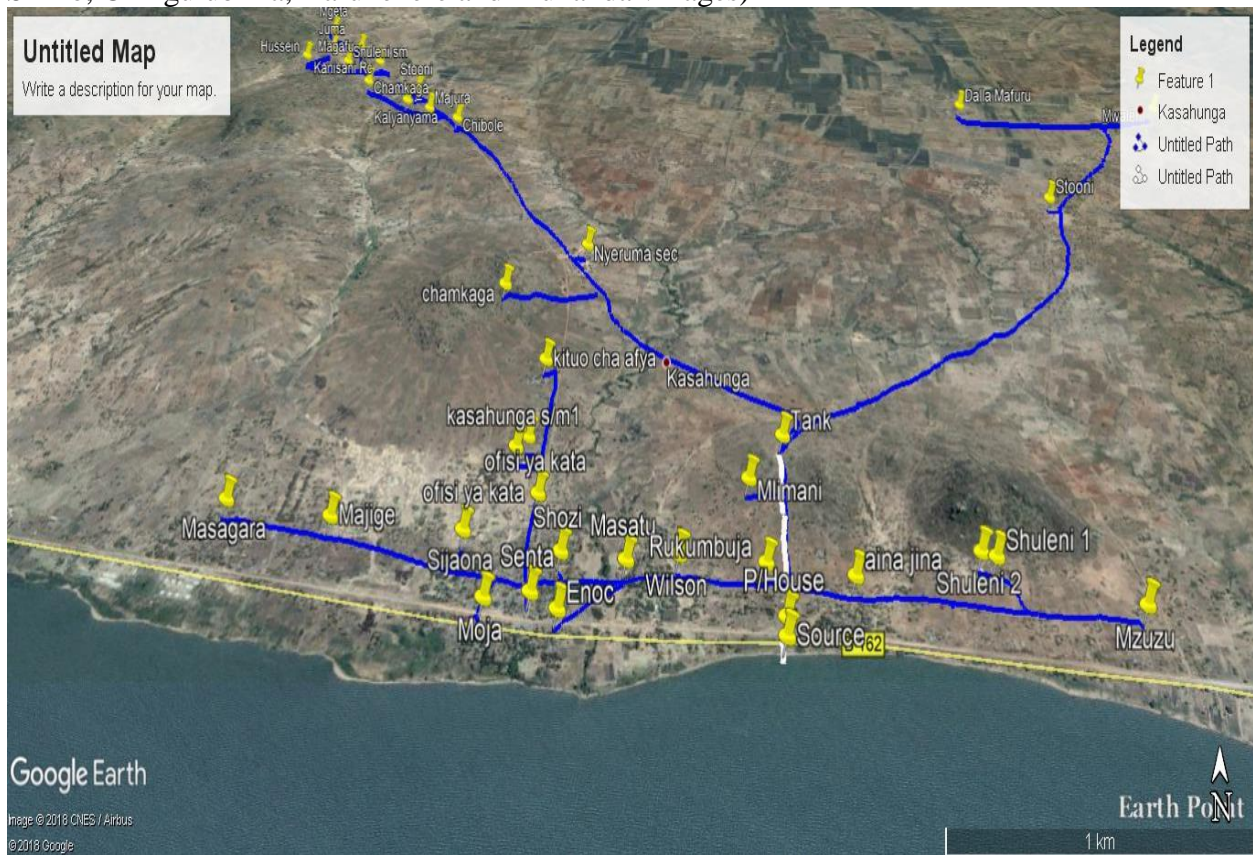 Untitled Map
Write a description for your map.
Legend
Feature 1
Kasahunga
Untitled Path
Untitled Path
Ngeta
Juma
Hussein
Magafu
Shuleni sm
Stooni
Chamkaga
Majura
Kalyanyama
Chibole
Dalla Mafuru
Stooni
Nyeruma sec
chamkaga
kituo cha afya
Kasahunga
Tank
kasahunga s/m1
ofisi ya kata
Mlimani
ofisi ya kata
Shozi
Masagara
Majige
Masatu
Rukumbuja
Shuleni 1
Sijaona
Senta
P/House
aina jina
Enoc
Wilson
Shuleni 2
Moja
Source
Mzuzu
Google Earth
Image © 2018 CNES / Airbus
©2018 Google
Earth Point
N
1 km